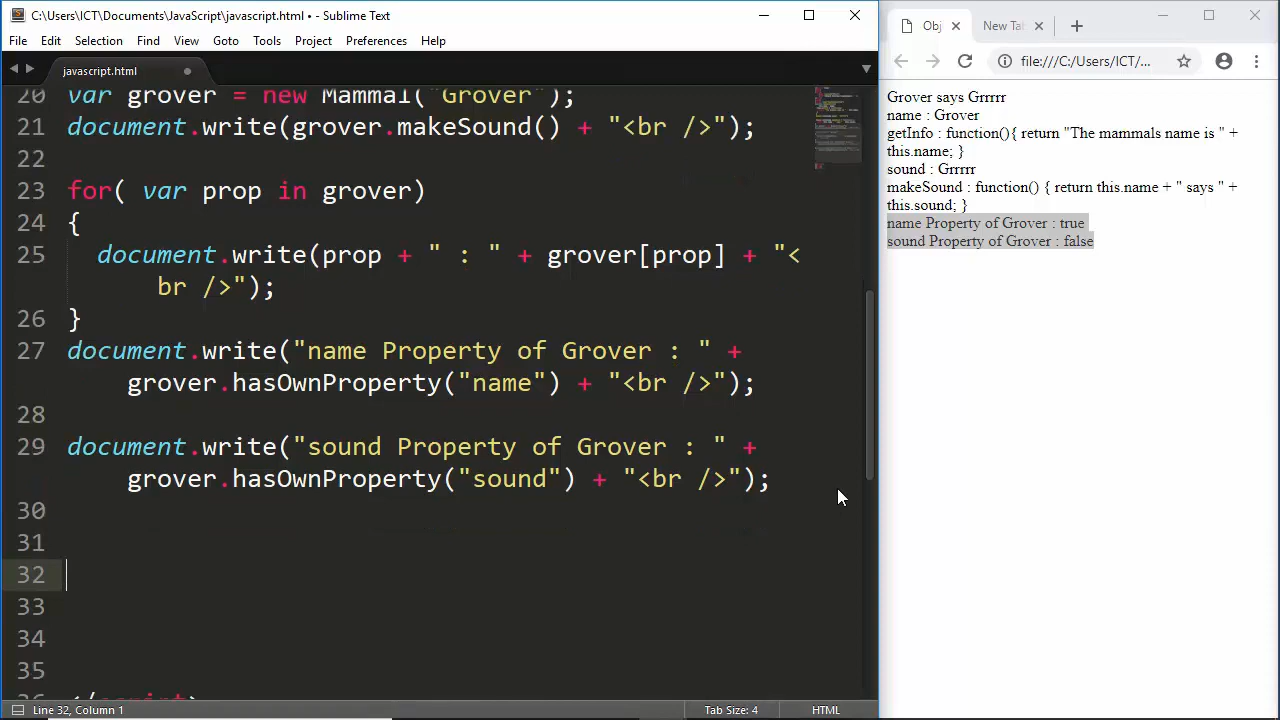 C:\Users\ICT\Documents\JavaScript\javascript.html • - Sublime Text
File Edit Selection Find View Goto Tools Project Preferences Help
javascript.html
20 var grover = new Mammal("Grover");
21 document.write(grover.makeSound() + "<br />");
22
23 for( var prop in grover)
24 {
25 document.write(prop + " : " + grover[prop] + "<
br />");
26 }
27 document.write("name Property of Grover : " +
grover.hasOwnProperty("name") + "<br />");
28
29 document.write("sound Property of Grover : " +
grover.hasOwnProperty("sound") + "<br />");
30
31
32
33
34
35
36 </script>
Line 32, Column 1 Tab Size: 4 HTML
Obj New Tab
file:///C:/Users/ICT/...
Grover says Grrrrr
name : Grover
getInfo : function(){ return "The mammals name is " +
this.name; }
sound : Grrrrr
makeSound : function() { return this.name + " says " +
this.sound; }
name Property of Grover : true
sound Property of Grover : false